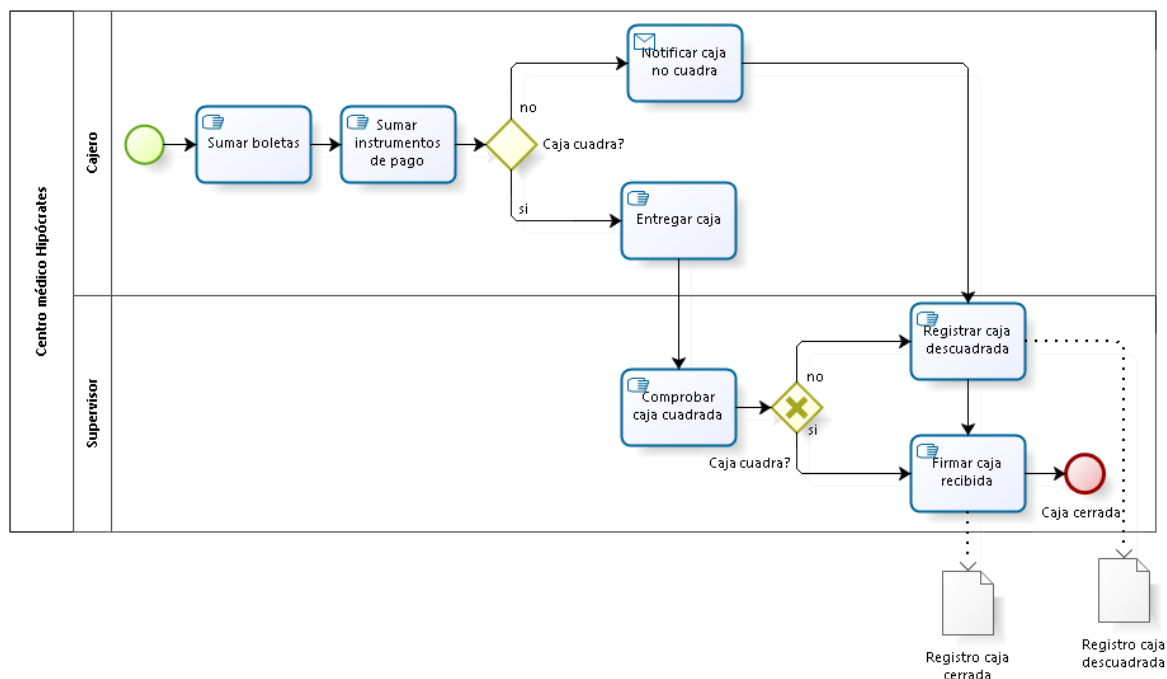 Centro médico Hipócrates
Cajero
Sumar boletas
Sumar
instrumentos
de pago
no
Caja cuadra?
si
Notificar caja
no cuadra
Entregar caja
Supervisor
Comprobar
caja cuadrada
no
si
Caja cuadra?
Registrar caja
descuadrada
Firmar caja
recibida
Caja cerrada
Registro caja
cerrada
Registro caja
descuadrada